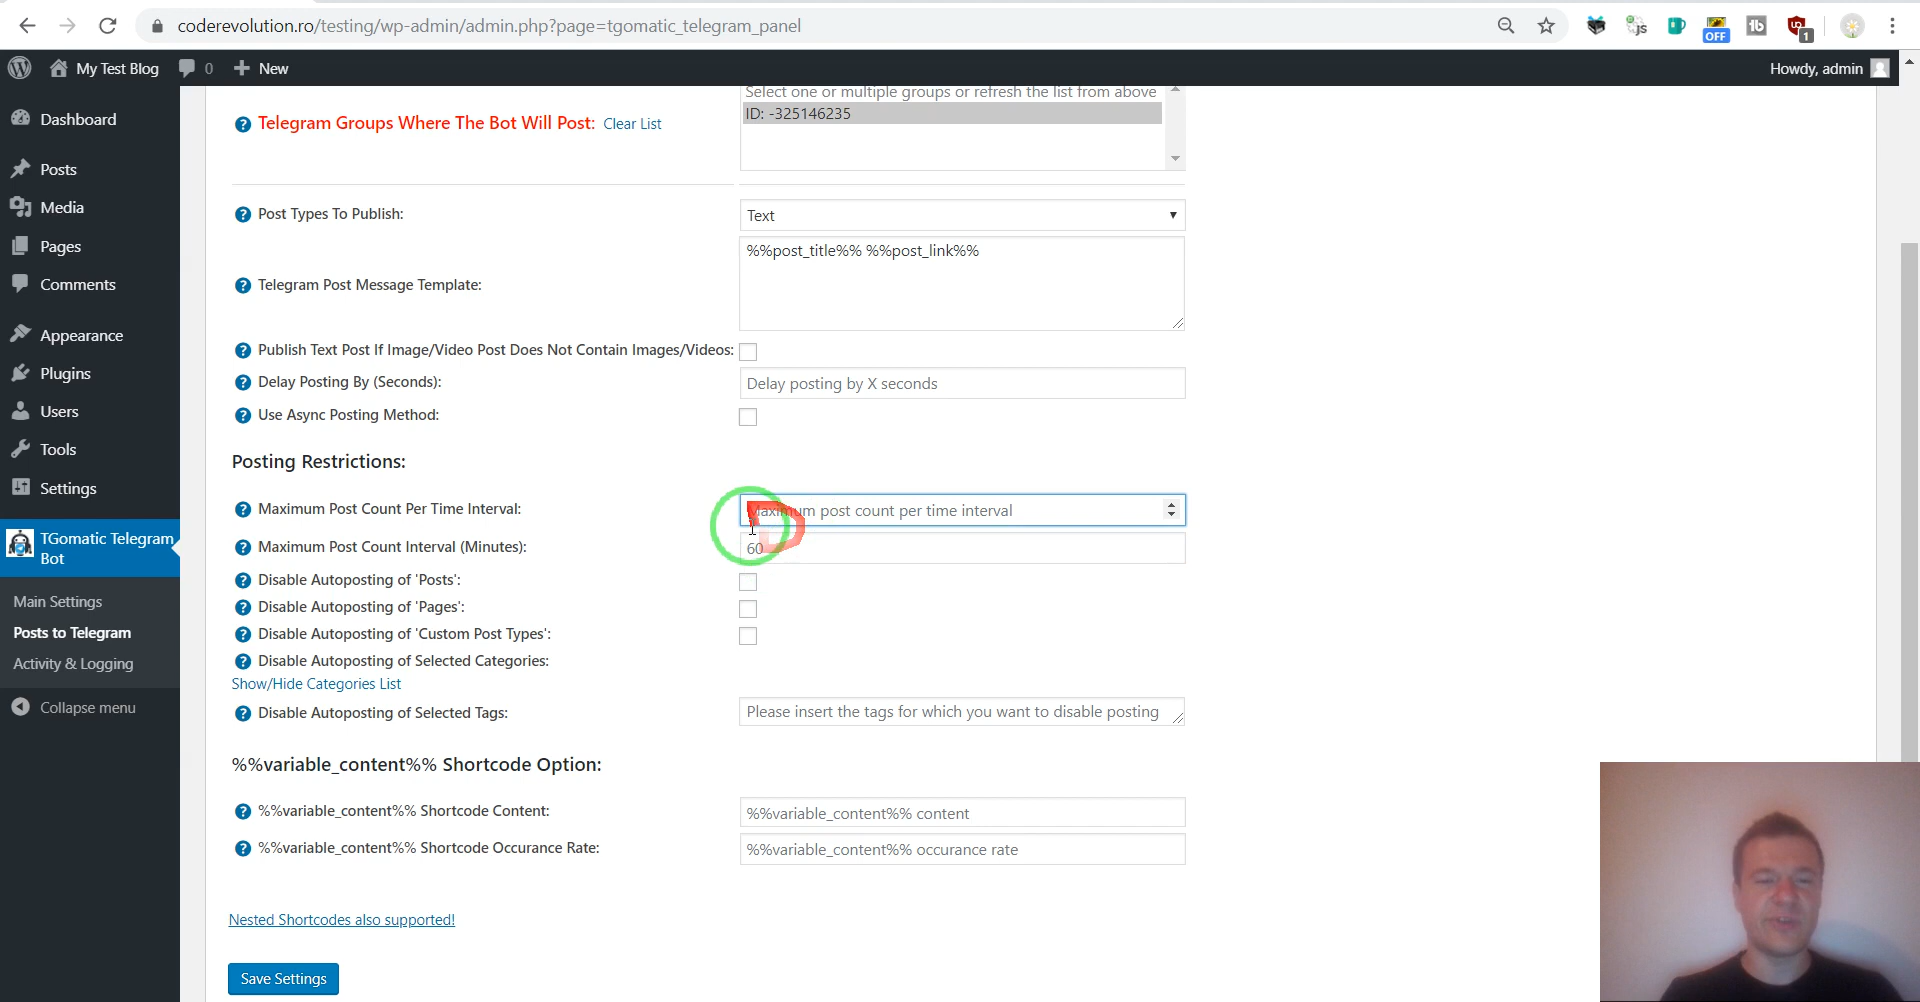 coderevolution.ro/testing/wp-admin/admin.php?page=tgomatic_telegram_panel
OFF
1
My Test Blog
0
New
Howdy, admin
Dashboard
Posts
Media
Pages
Comments
Appearance
Plugins
Users
Tools
Settings
TGomatic Telegram
Bot
Main Settings
Posts to Telegram
Activity & Logging
Collapse menu
Select one or multiple groups or refresh the list from above
Telegram Groups Where The Bot Will Post: Clear List
ID: -325146235
Post Types To Publish:
Text
%%post_title%% %%post_link%%
Telegram Post Message Template:
Publish Text Post If Image/Video Post Does Not Contain Images/Videos:
Delay Posting By (Seconds):
Delay posting by X seconds
Use Async Posting Method:
Posting Restrictions:
Maximum Post Count Per Time Interval:
Maximum post count per time interval
Maximum Post Count Interval (Minutes):
60
Disable Autoposting of 'Posts':
Disable Autoposting of 'Pages':
Disable Autoposting of 'Custom Post Types':
Disable Autoposting of Selected Categories:
Show/Hide Categories List
Disable Autoposting of Selected Tags:
Please insert the tags for which you want to disable posting
%%variable_content%% Shortcode Option:
%%variable_content%% Shortcode Content:
%%variable_content%% content
%%variable_content%% Shortcode Occurance Rate:
%%variable_content%% occurance rate
Nested Shortcodes also supported!
Save Settings